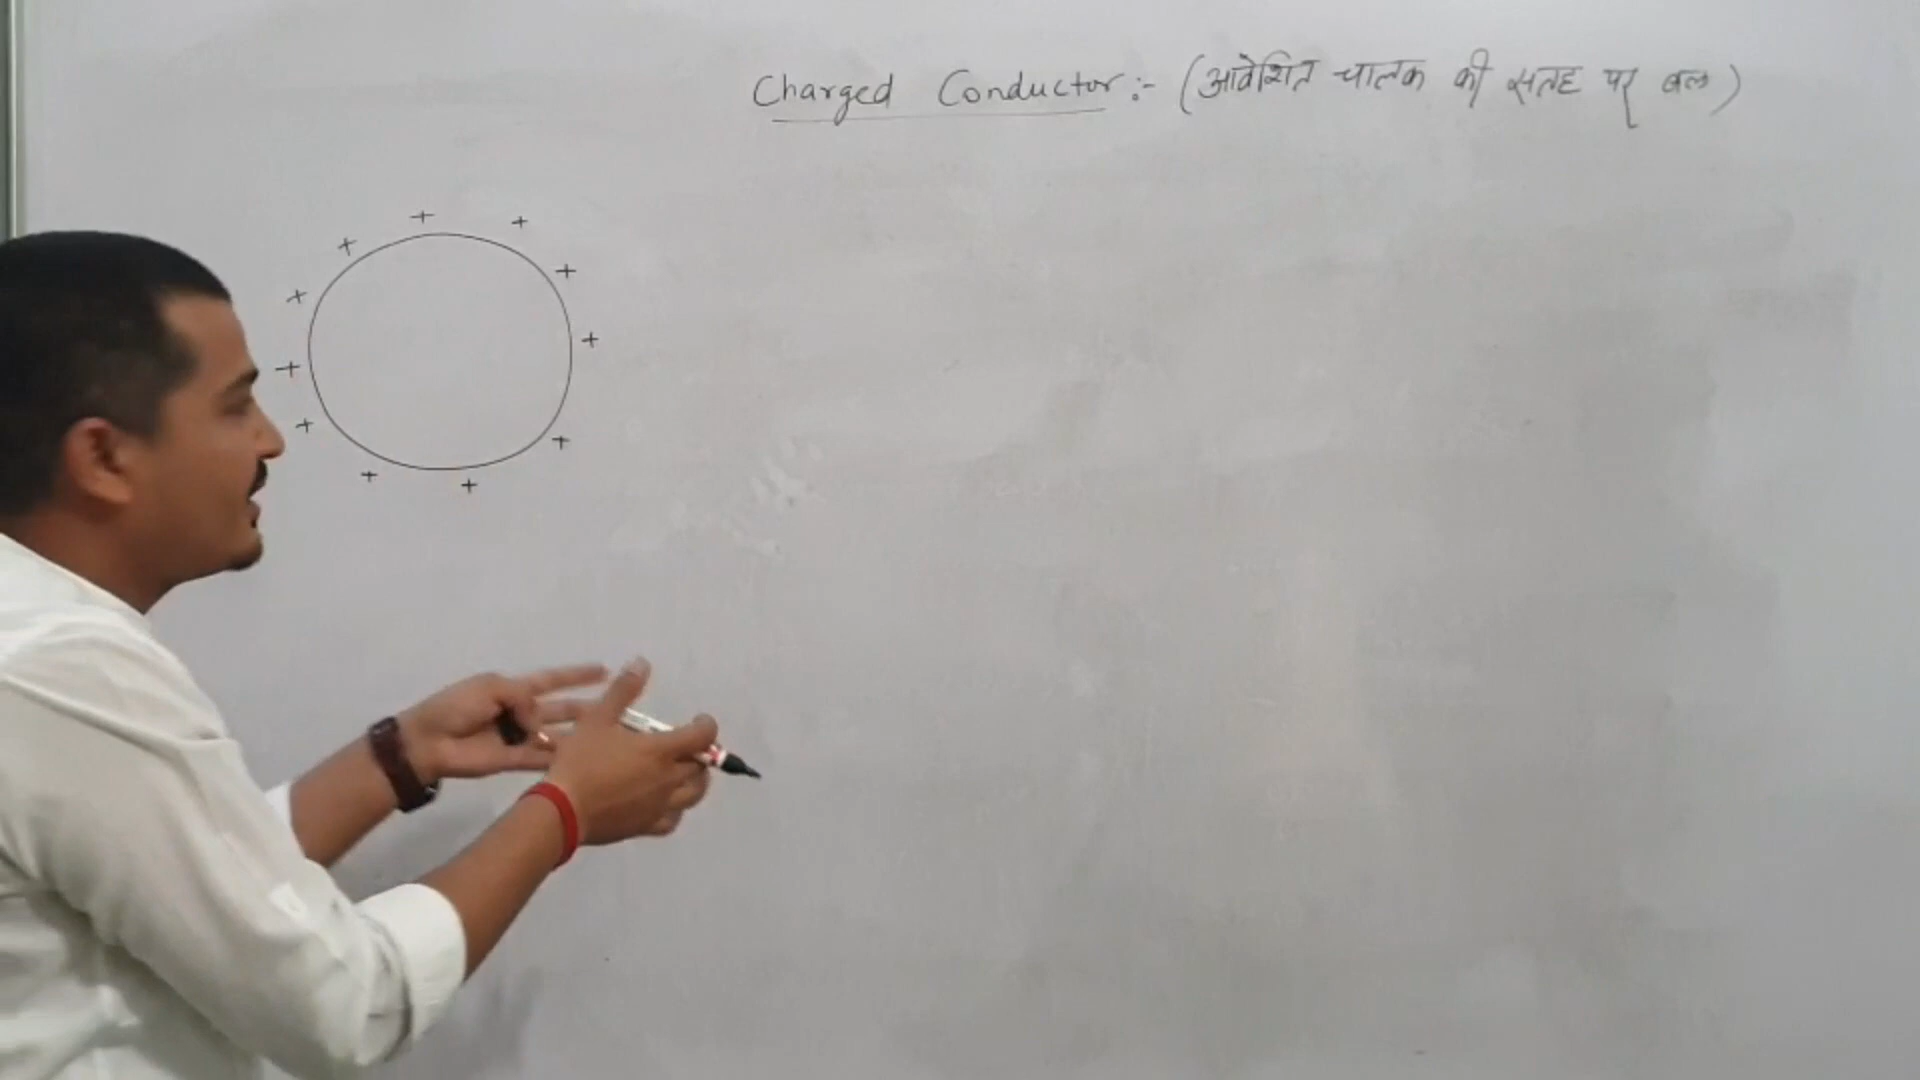 Charged Conductor:- (आवेशित चालक की सतह पर बल)
+ + + + + + + + + + +